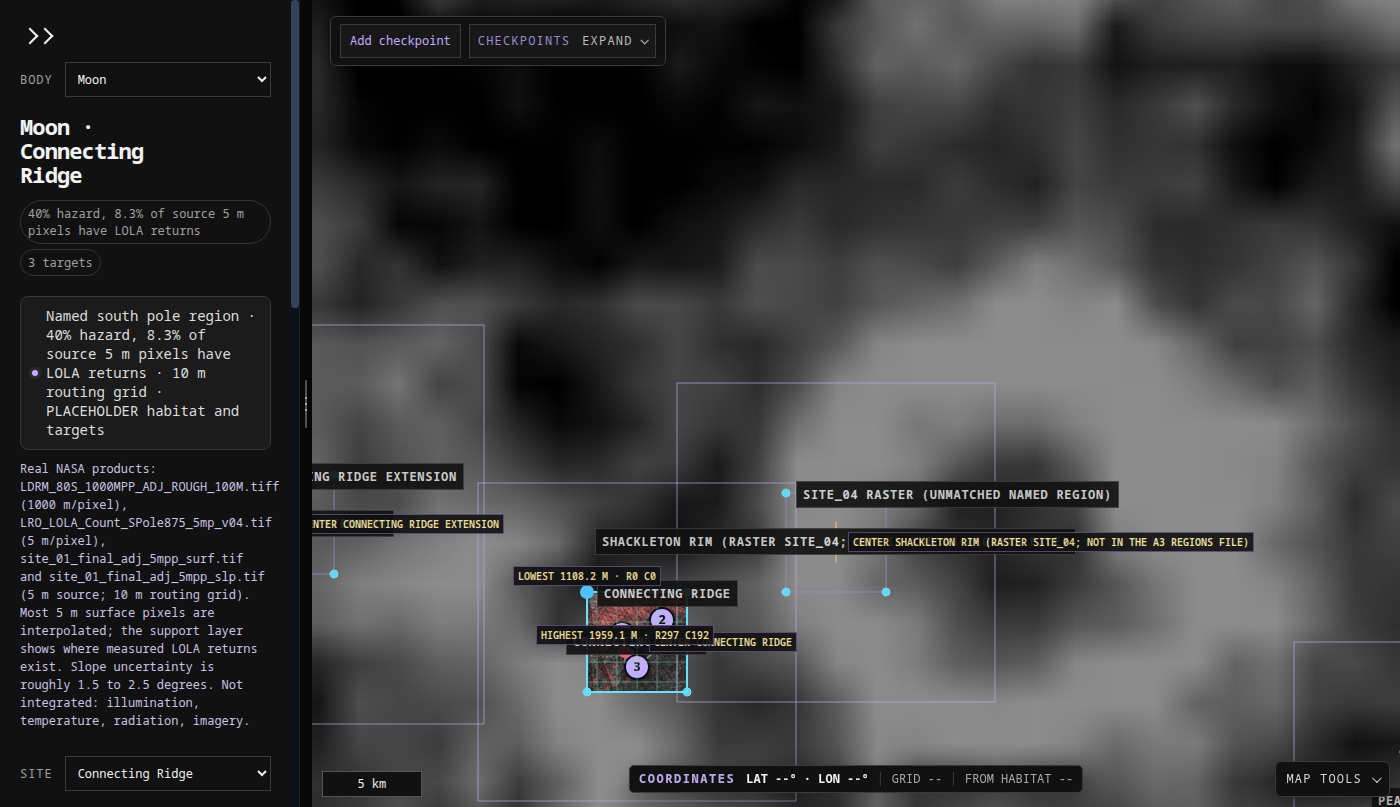 BODY Moon
Moon ·
Connecting
Ridge
40% hazard, 8.3% of source 5 m
pixels have LOLA returns
3 targets
Named south pole region ·
40% hazard, 8.3% of
source 5 m pixels have
LOLA returns · 10 m
routing grid ·
PLACEHOLDER habitat and
targets
Real NASA products:
LDRM_80S_1000MPP_ADJ_ROUGH_100M.tiff
(1000 m/pixel),
LRO_LOLA_Count_SPole875_5mp_v04.tif
(5 m/pixel),
site_01_final_adj_5mpp_surf.tif
and site_01_final_adj_5mpp_slp.tif
(5 m source; 10 m routing grid).
Most 5 m surface pixels are
interpolated; the support layer
shows where measured LOLA returns
exist. Slope uncertainty is
roughly 1.5 to 2.5 degrees. Not
integrated: illumination,
temperature, radiation, imagery.
SITE Connecting Ridge
Add checkpoint CHECKPOINTS EXPAND
ING RIDGE EXTENSION
ENTER CONNECTING RIDGE EXTENSION
SITE_04 RASTER (UNMATCHED NAMED REGION)
SHACKLETON RIM (RASTER SITE_04;
CENTER SHACKLETON RIM (RASTER SITE_04; NOT IN THE A3 REGIONS FILE)
LOWEST 1108.2 M · R0 C0
CONNECTING RIDGE
2
HIGHEST 1959.1 M · R297 C192
NNECTING RIDGE
3
5 km
COORDINATES LAT --° · LON --° GRID -- FROM HABITAT --
MAP TOOLS
PEA